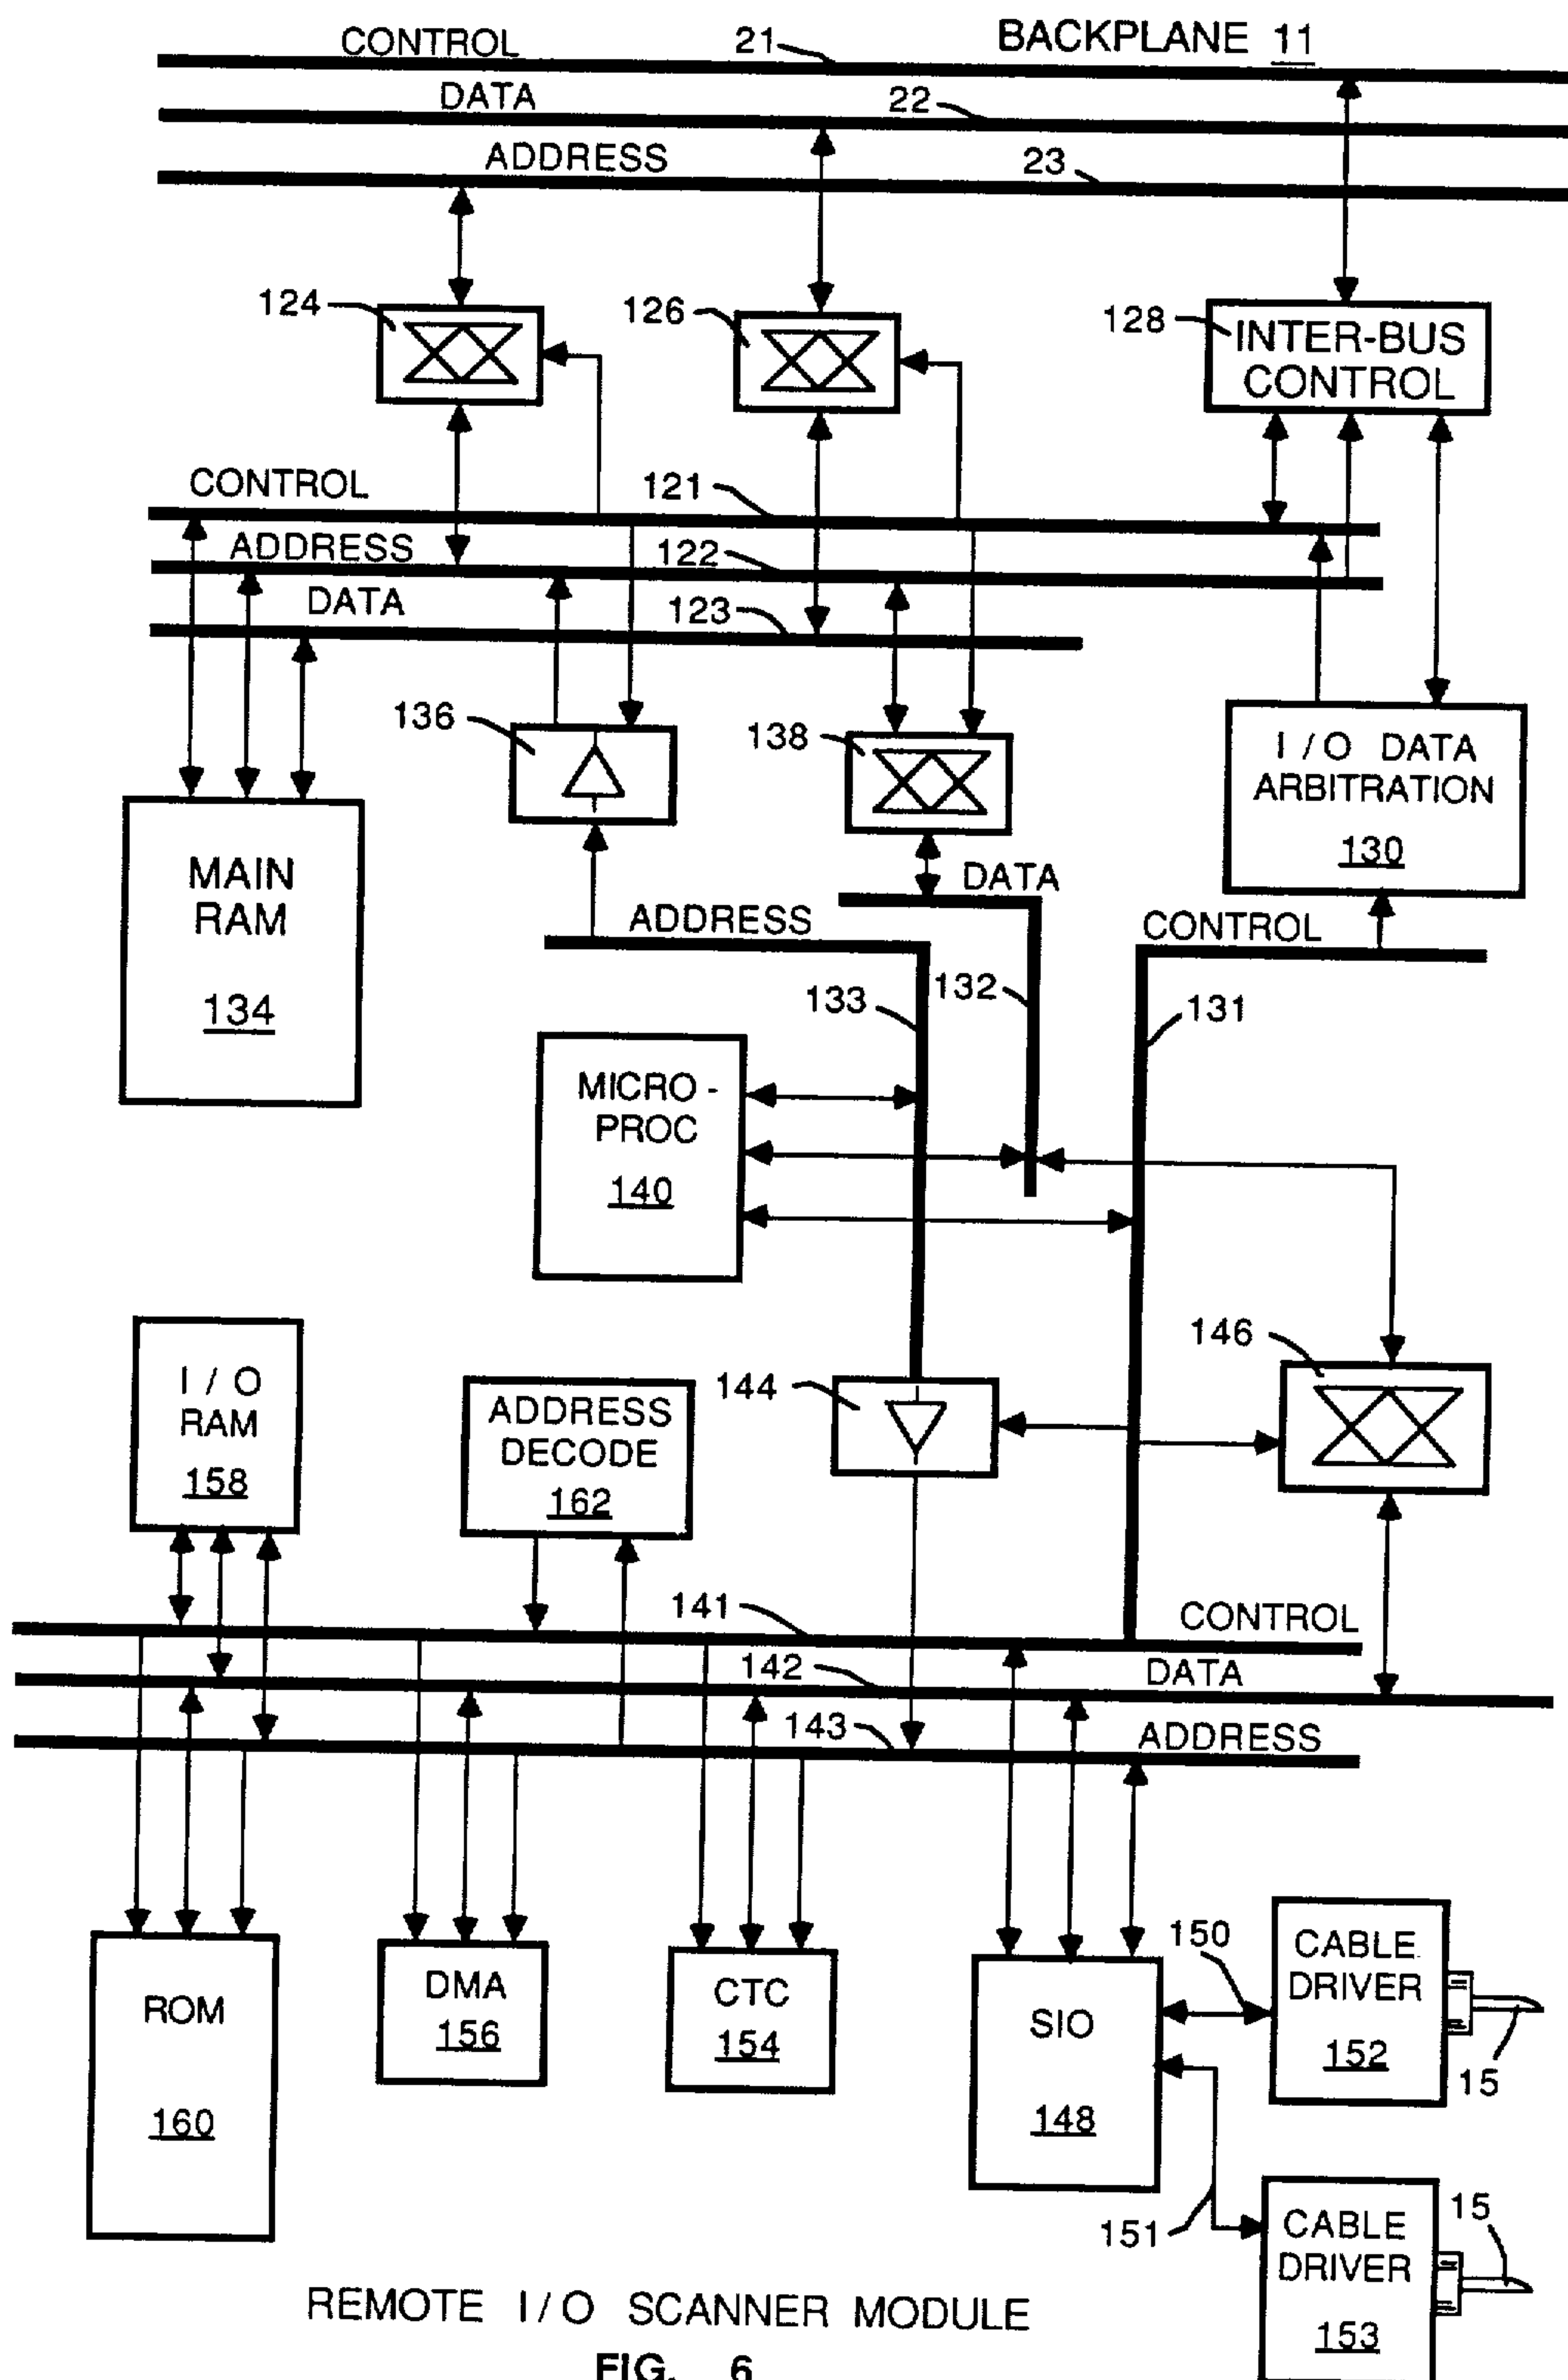 BACKPLANE 11
CONTROL
21
DATA
22
ADDRESS
23
124
126
128
INTER-BUS
CONTROL
CONTROL
121
ADDRESS
122
DATA
123
136
138
I/O DATA
ARBITRATION
130
MAIN
RAM
134
DATA
ADDRESS
CONTROL
133
132
131
MICRO-
PROC
140
146
I/O
RAM
158
ADDRESS
DECODE
162
144
141
CONTROL
142
DATA
143
ADDRESS
ROM
160
DMA
156
CTC
154
SIO
148
150
CABLE
DRIVER
152
15
151
CABLE
DRIVER
153
15
REMOTE I/O SCANNER MODULE
FIG. 6